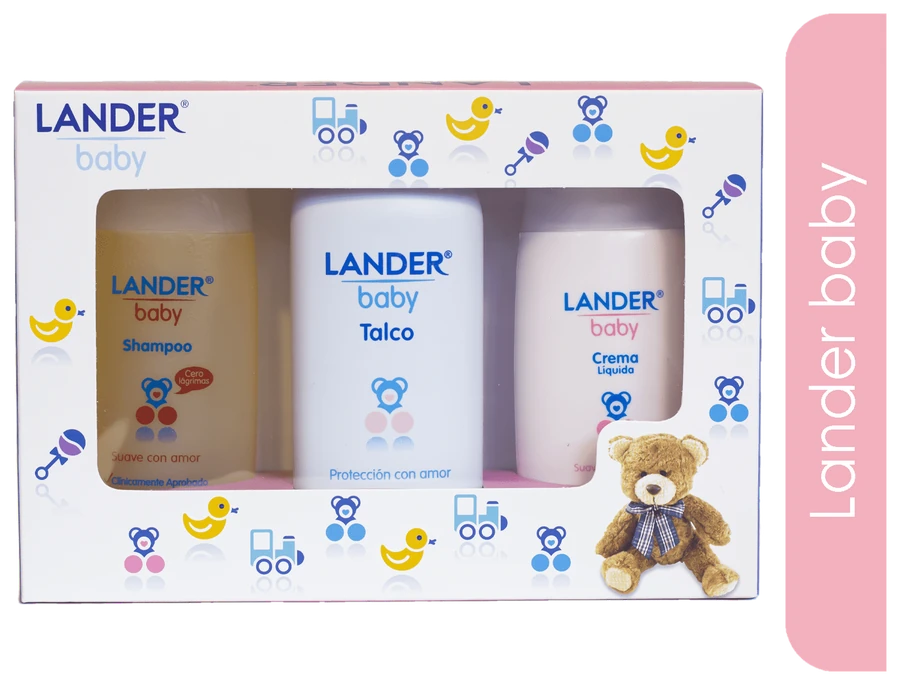 LANDER
LANDER®
baby
LANDER®
baby
Shampoo
Cero
lágrimas
Suave con amor
Clínicamente Aprobado
LANDER®
baby
Talco
Protección con amor
LANDER®
baby
Crema
Líquida
Lander baby